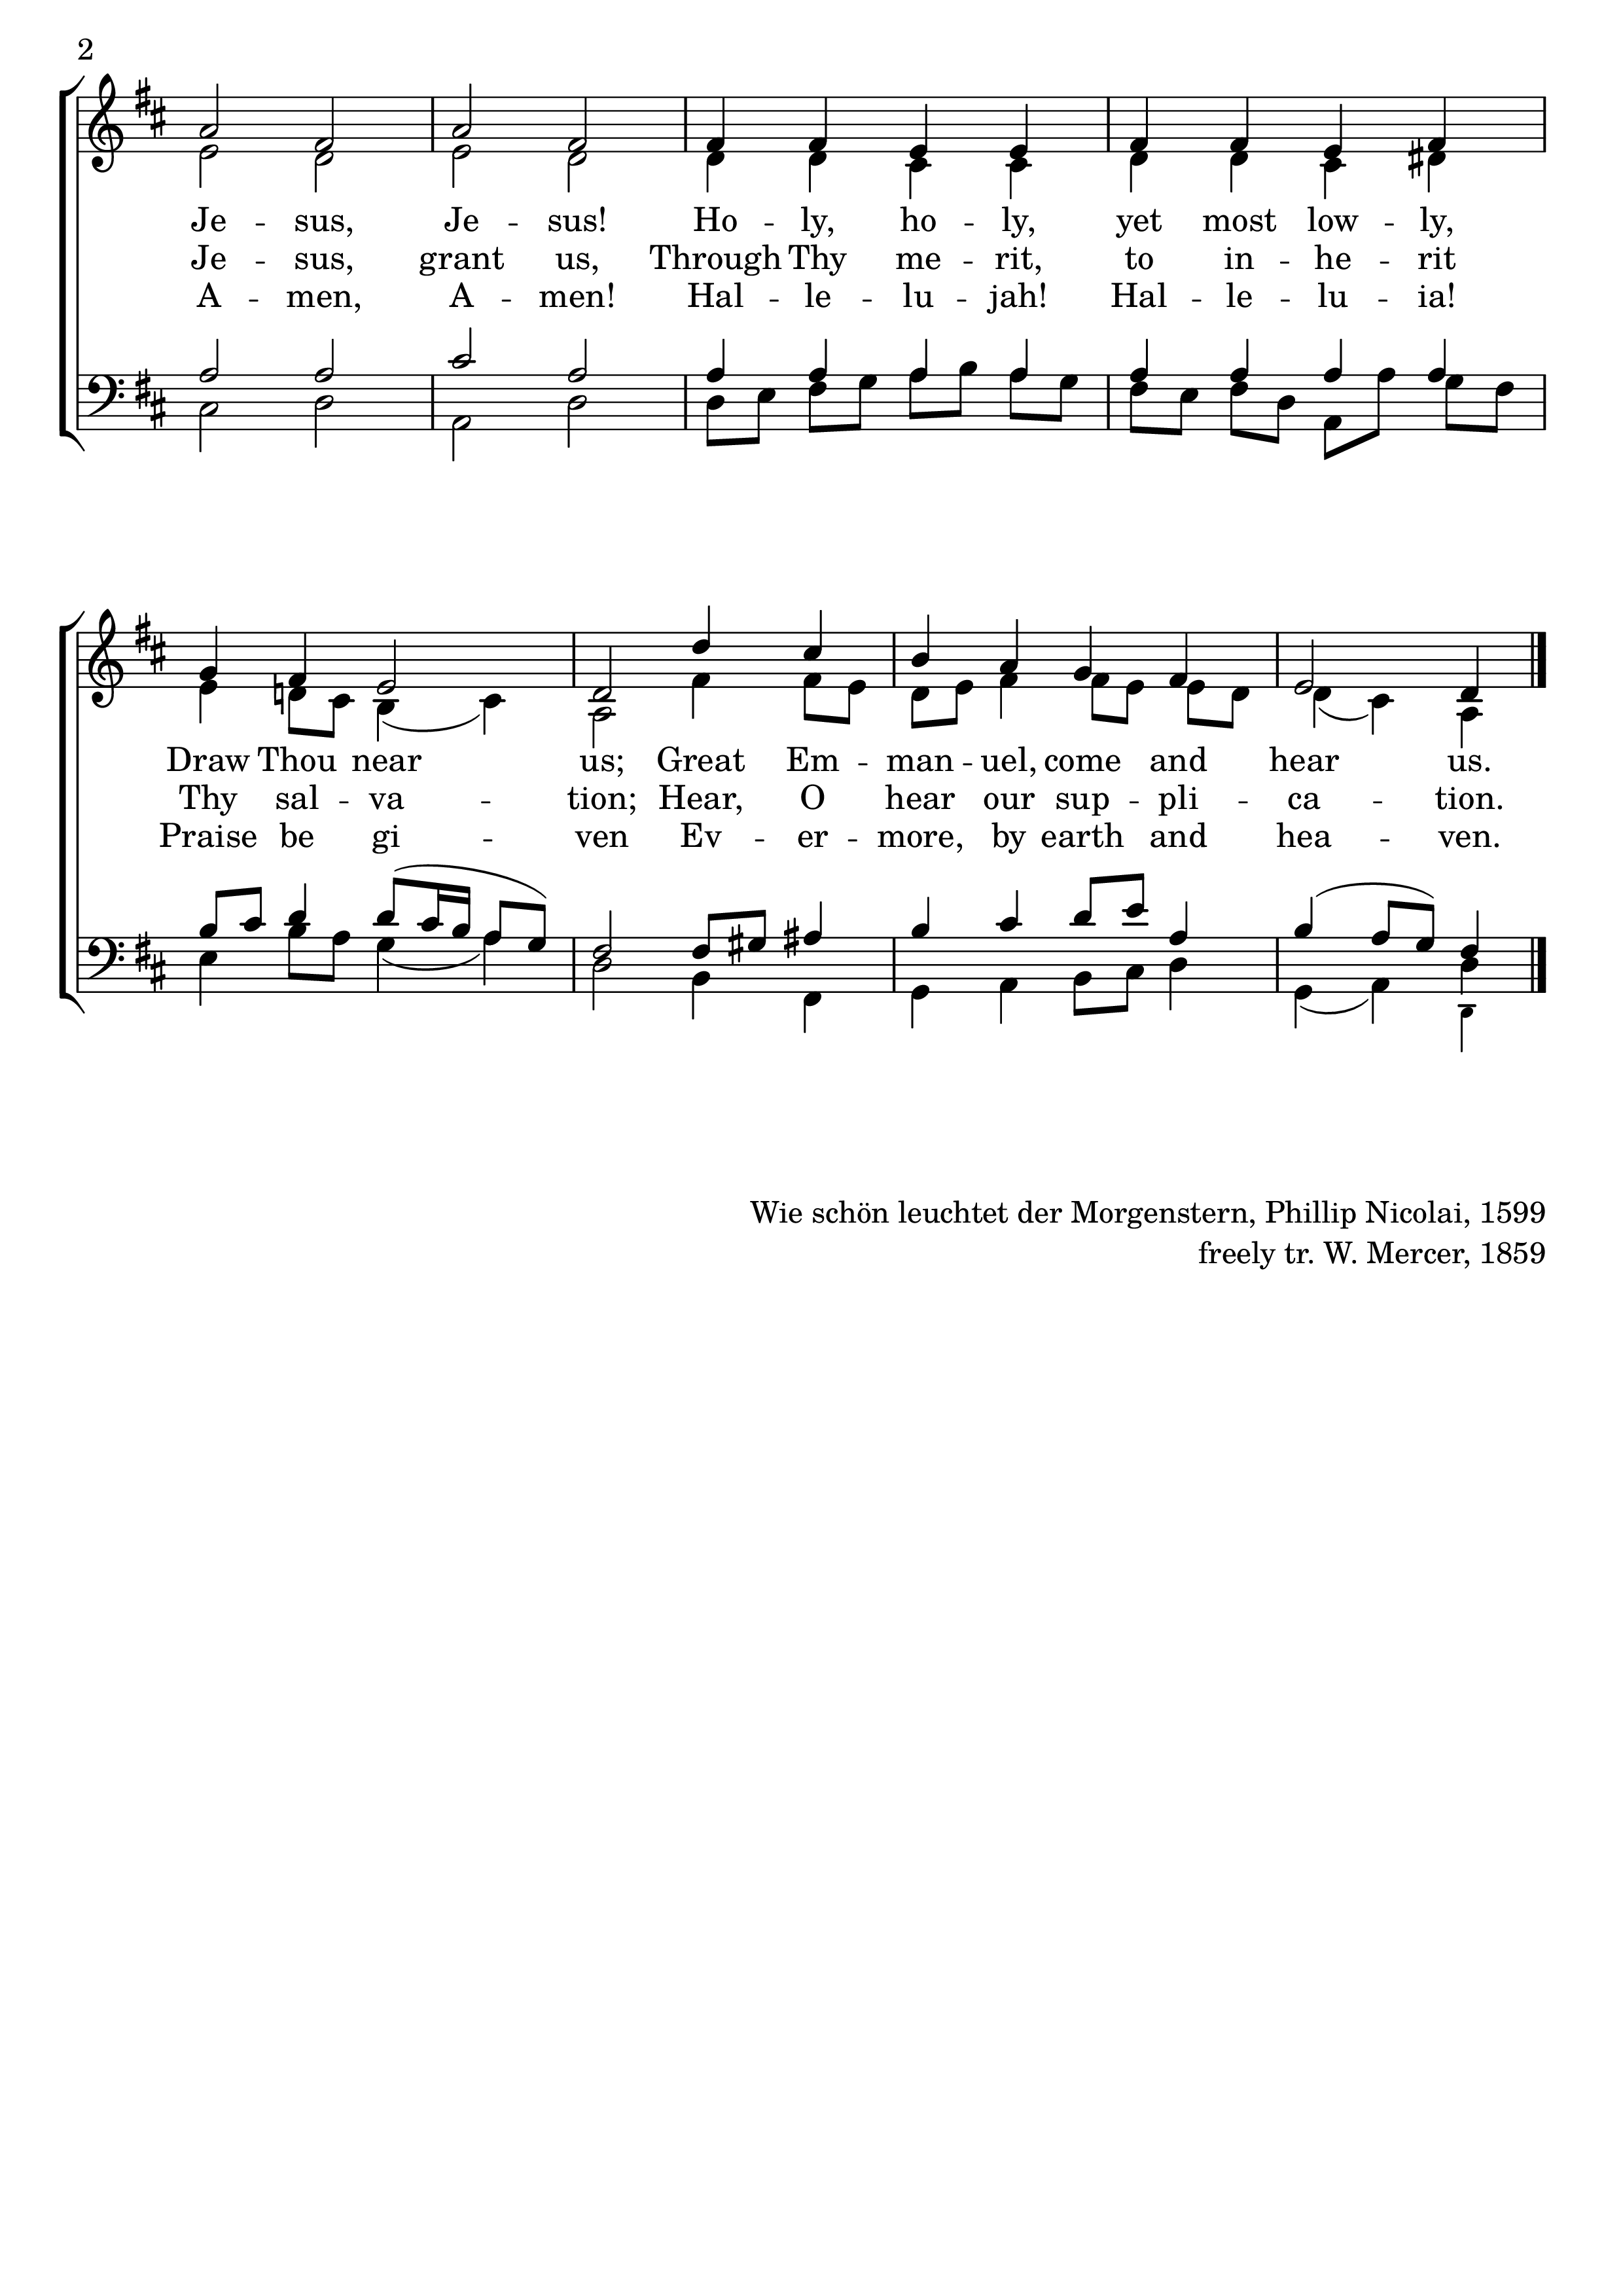 2
Je -- sus, Je -- sus! Ho -- ly, ho -- ly, yet most low -- ly,
Je -- sus, grant us, Through Thy me -- rit, to in -- he -- rit
A -- men, A -- men! Hal -- le -- lu -- jah! Hal -- le -- lu -- ia!
Draw Thou near us; Great Em -- man -- uel, come and hear us.
Thy sal -- va -- tion; Hear, O hear our sup -- pli -- ca -- tion.
Praise be gi -- ven Ev -- er -- more, by earth and hea -- ven.
Wie schön leuchtet der Morgenstern, Phillip Nicolai, 1599
freely tr. W. Mercer, 1859